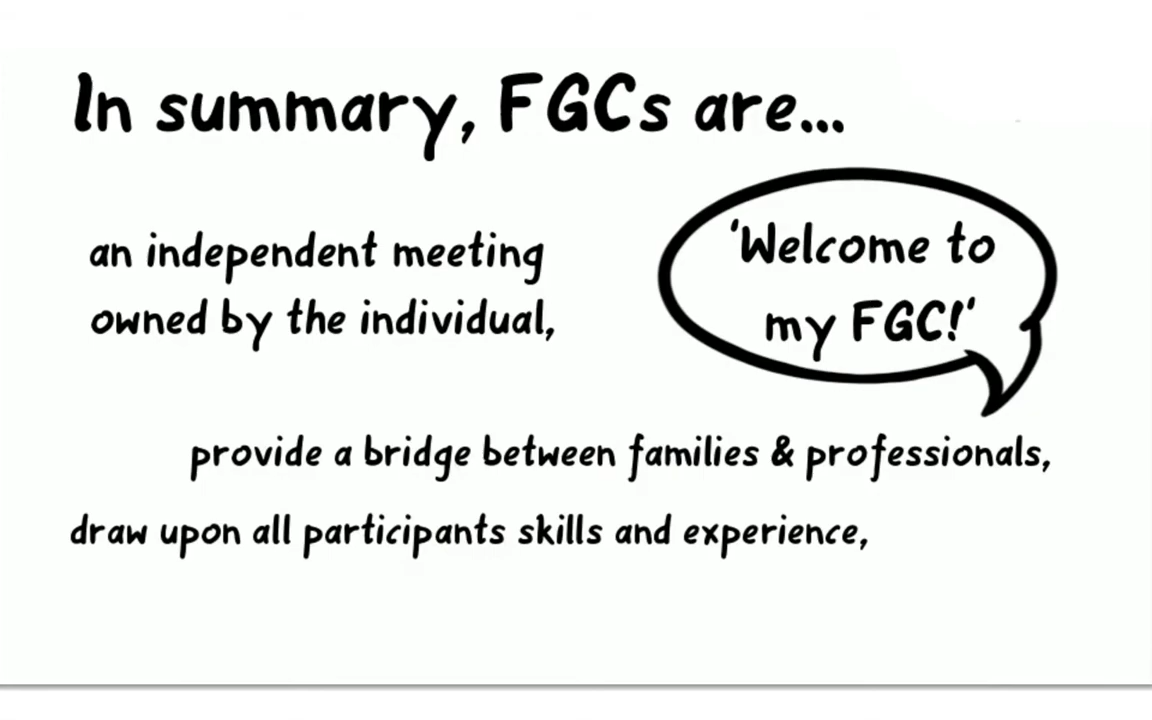 In summary, FGCs are...
an independent meeting
owned by the individual,
'Welcome to
my FGC!'
provide a bridge between families & professionals,
draw upon all participants skills and experience,